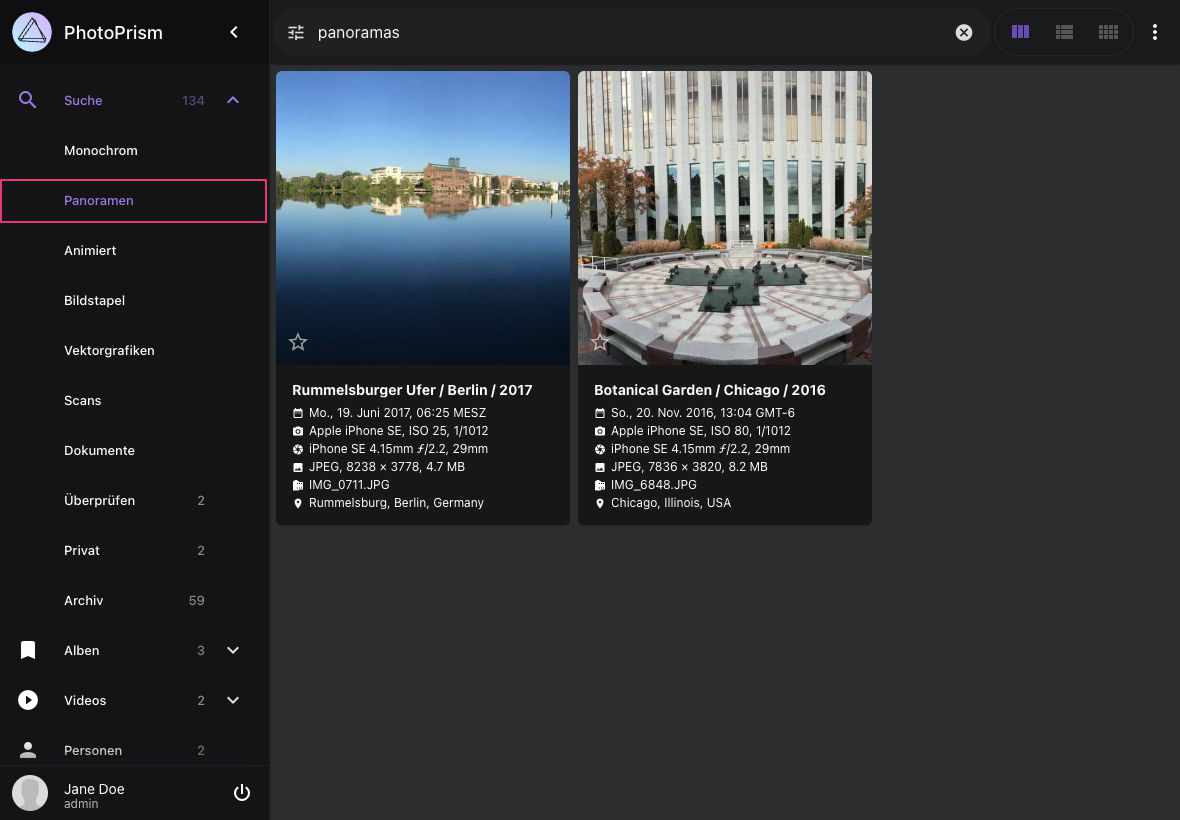 PhotoPrism
panoramas
Suche 134
Monochrom
Panoramen
Animiert
Bildstapel
Vektorgrafiken
Scans
Dokumente
Überprüfen 2
Privat 2
Archiv 59
Alben 3
Videos 2
Personen 2
Jane Doe
admin
Rummelsburger Ufer / Berlin / 2017
Mo., 19. Juni 2017, 06:25 MESZ
Apple iPhone SE, ISO 25, 1/1012
iPhone SE 4.15mm ƒ/2.2, 29mm
JPEG, 8238 × 3778, 4.7 MB
IMG_0711.JPG
Rummelsburg, Berlin, Germany
Botanical Garden / Chicago / 2016
So., 20. Nov. 2016, 13:04 GMT-6
Apple iPhone SE, ISO 80, 1/1012
iPhone SE 4.15mm ƒ/2.2, 29mm
JPEG, 7836 × 3820, 8.2 MB
IMG_6848.JPG
Chicago, Illinois, USA